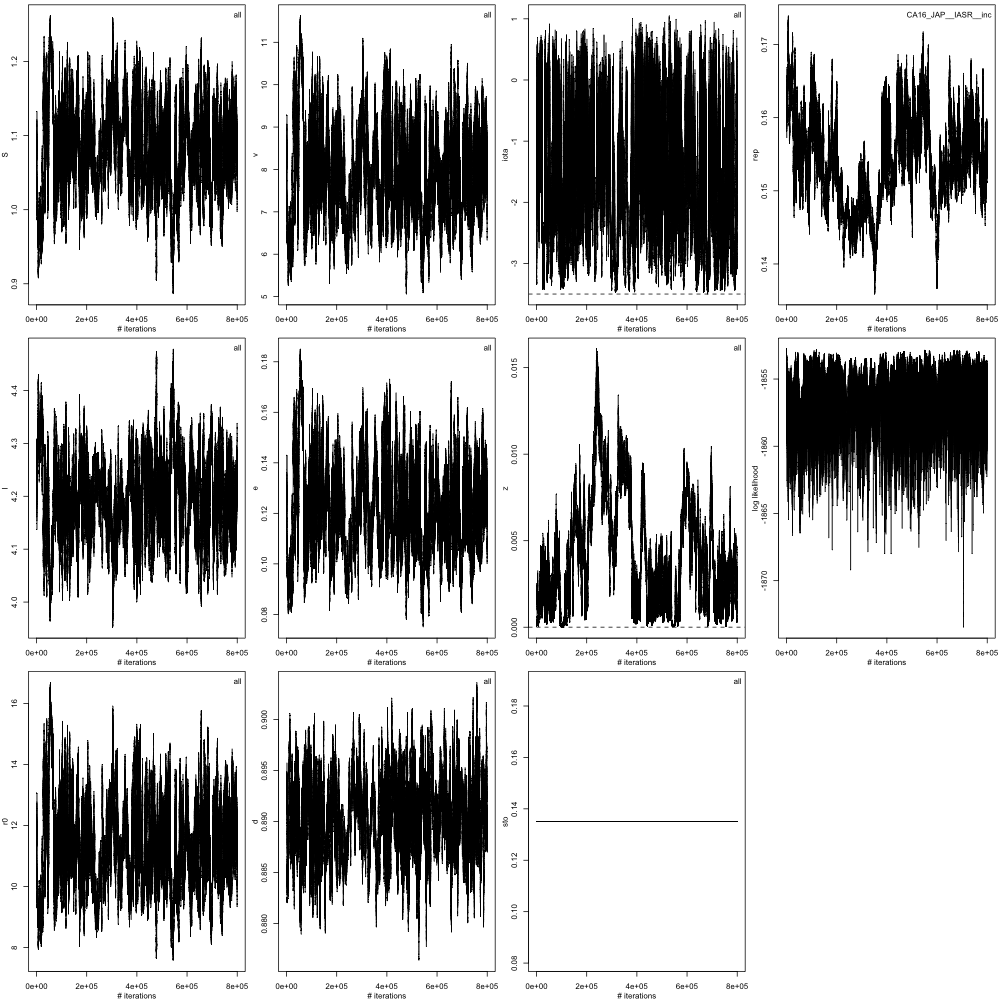 all
all
all
CA16_JAP__IASR__inc
S
0.9 1.0 1.1 1.2
0e+00 2e+05 4e+05 6e+05 8e+05
# iterations
v
5 6 7 8 9 10 11
0e+00 2e+05 4e+05 6e+05 8e+05
# iterations
iota
-3 -2 -1 0 1
0e+00 2e+05 4e+05 6e+05 8e+05
# iterations
rep
0.14 0.15 0.16 0.17
0e+00 2e+05 4e+05 6e+05 8e+05
# iterations
all
all
all
l
4.0 4.1 4.2 4.3 4.4
0e+00 2e+05 4e+05 6e+05 8e+05
# iterations
e
0.08 0.10 0.12 0.14 0.16 0.18
0e+00 2e+05 4e+05 6e+05 8e+05
# iterations
z
0.000 0.005 0.010 0.015
0e+00 2e+05 4e+05 6e+05 8e+05
# iterations
log likelihood
-1870 -1865 -1860 -1855
0e+00 2e+05 4e+05 6e+05 8e+05
# iterations
all
all
all
r0
8 10 12 14 16
0e+00 2e+05 4e+05 6e+05 8e+05
# iterations
d
0.880 0.885 0.890 0.895 0.900
0e+00 2e+05 4e+05 6e+05 8e+05
# iterations
sto
0.08 0.10 0.12 0.14 0.16 0.18
0e+00 2e+05 4e+05 6e+05 8e+05
# iterations